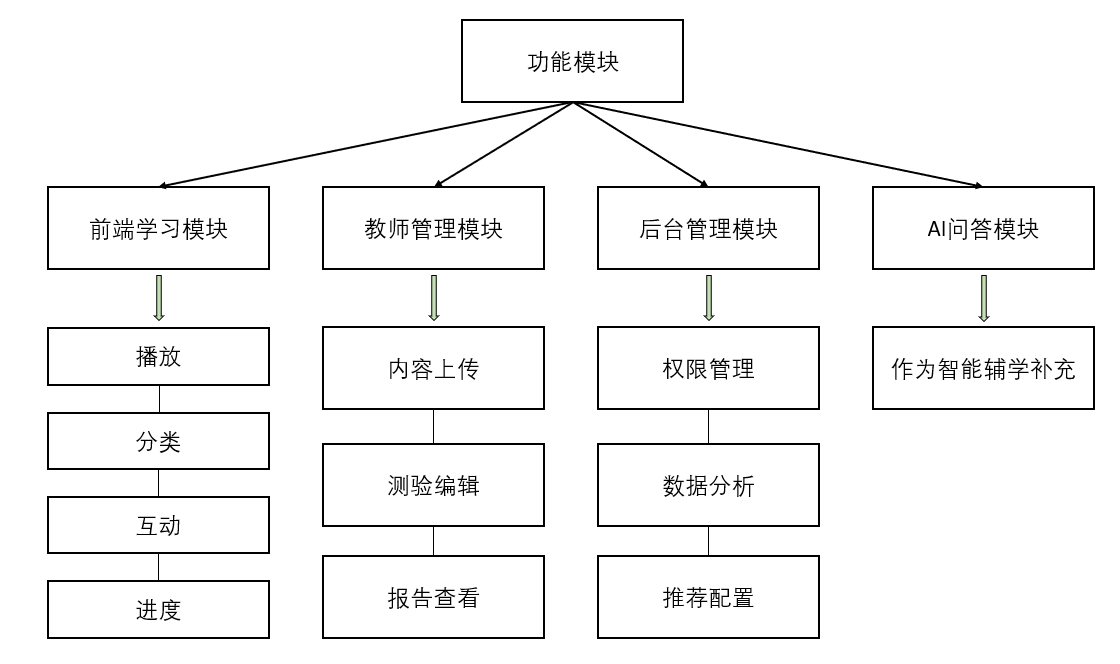 功能模块
前端学习模块
教师管理模块
后台管理模块
AI问答模块
播放
分类
互动
进度
内容上传
测验编辑
报告查看
权限管理
数据分析
推荐配置
作为智能辅学补充